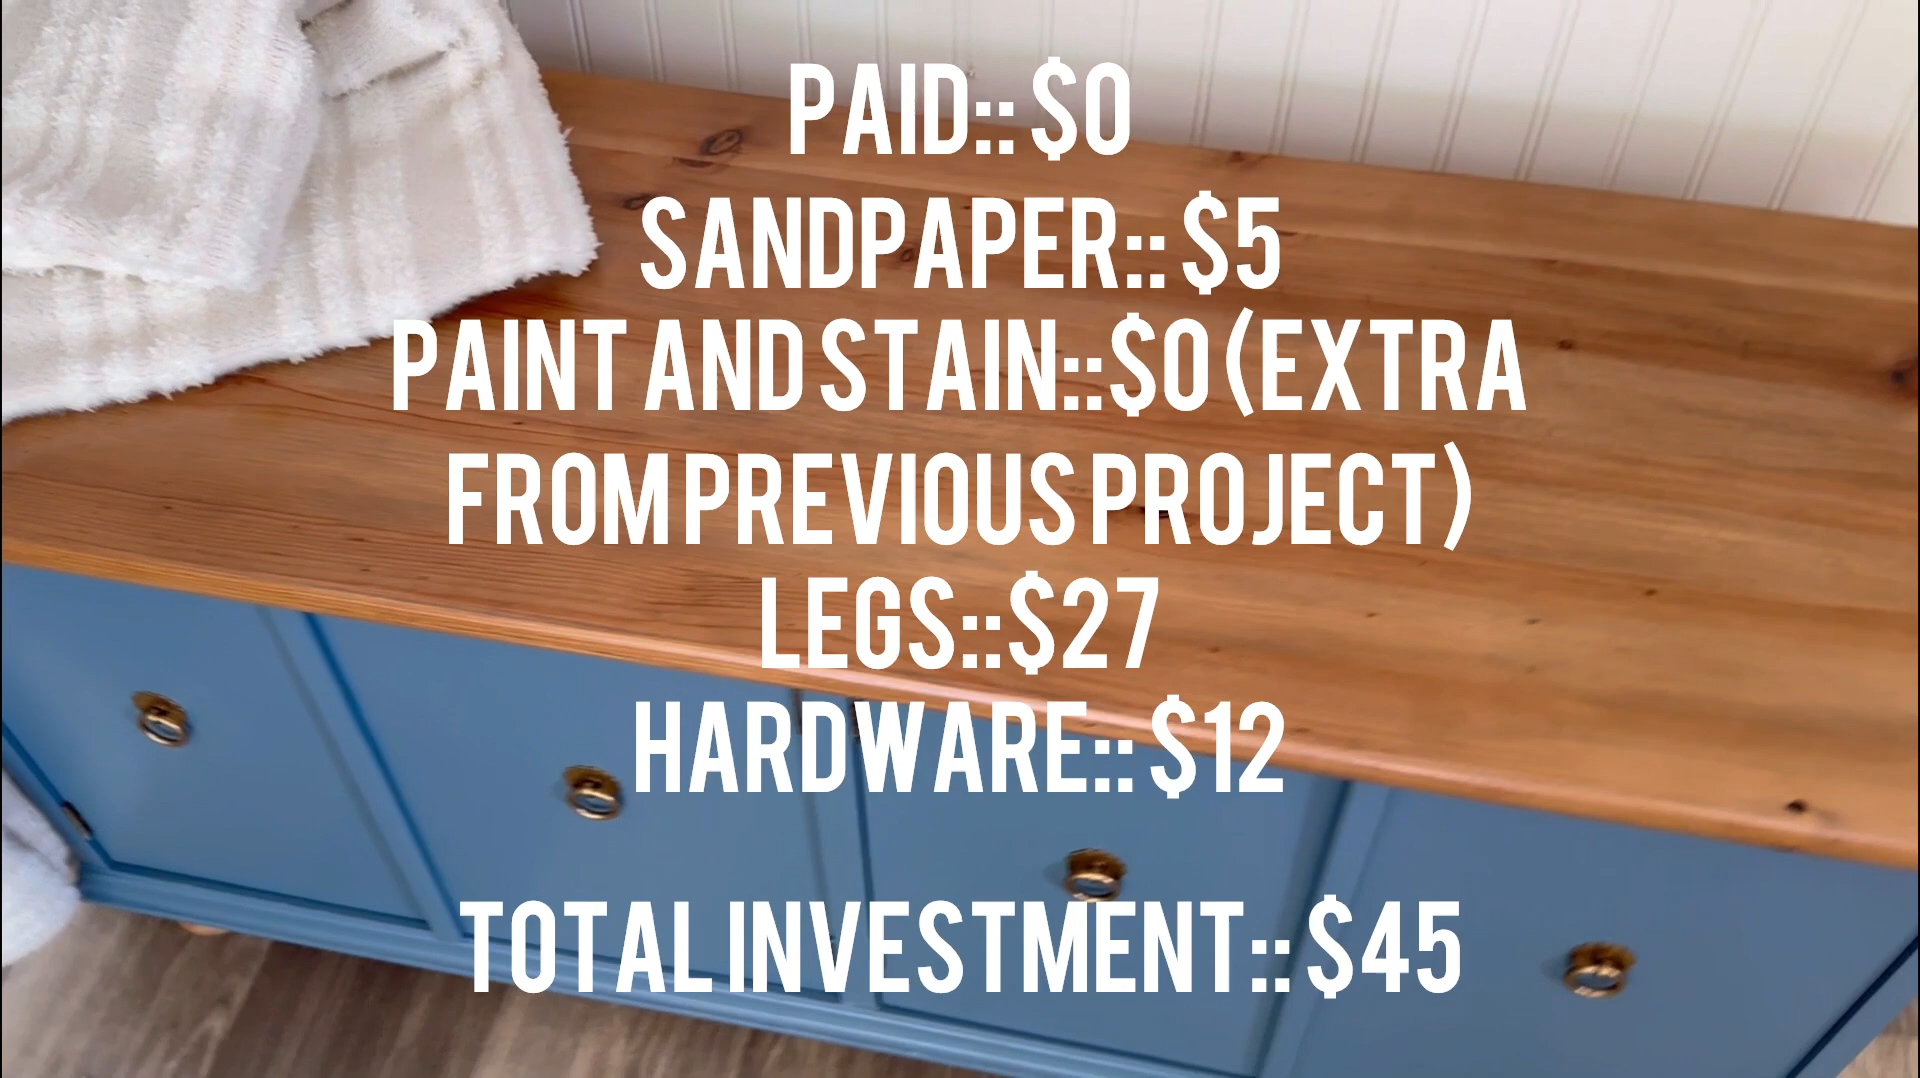 PAID:: $0
SANDPAPER:: $5
PAINT AND STAIN::$0 (EXTRA
FROM PREVIOUS PROJECT)
LEGS::$27
HARDWARE:: $12
TOTAL INVESTMENT:: $45